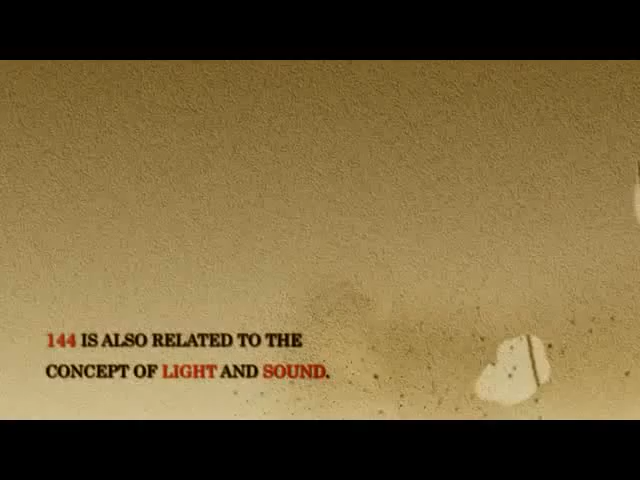 144 IS ALSO RELATED TO THE
CONCEPT OF LIGHT AND SOUND.